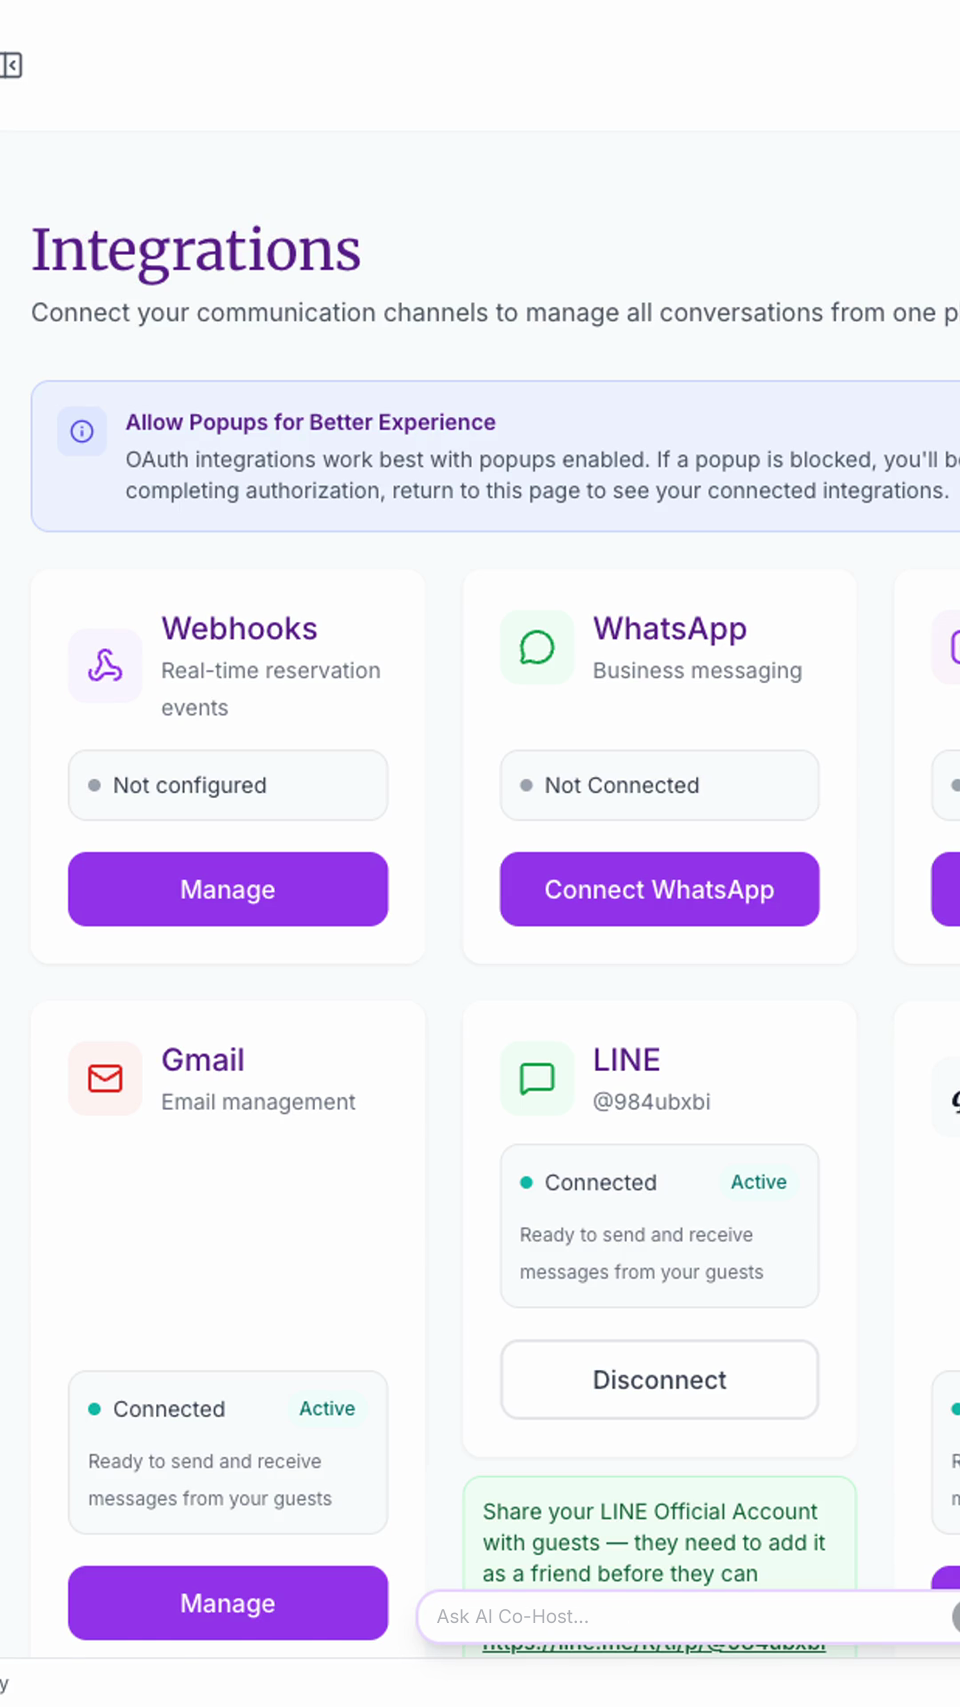 Integrations
Connect your communication channels to manage all conversations from one
Allow Popups for Better Experience
OAuth integrations work best with popups enabled. If a popup is blocked, you'll
completing authorization, return to this page to see your connected integrations.
Webhooks
Real-time reservation
events
Not configured
Manage
WhatsApp
Business messaging
Not Connected
Connect WhatsApp
Gmail
Email management
Connected Active
Ready to send and receive
messages from your guests
Manage
LINE
@984ubxbi
Connected Active
Ready to send and receive
messages from your guests
Disconnect
Share your LINE Official Account
with guests — they need to add it
as a friend before they can
Ask AI Co-Host...